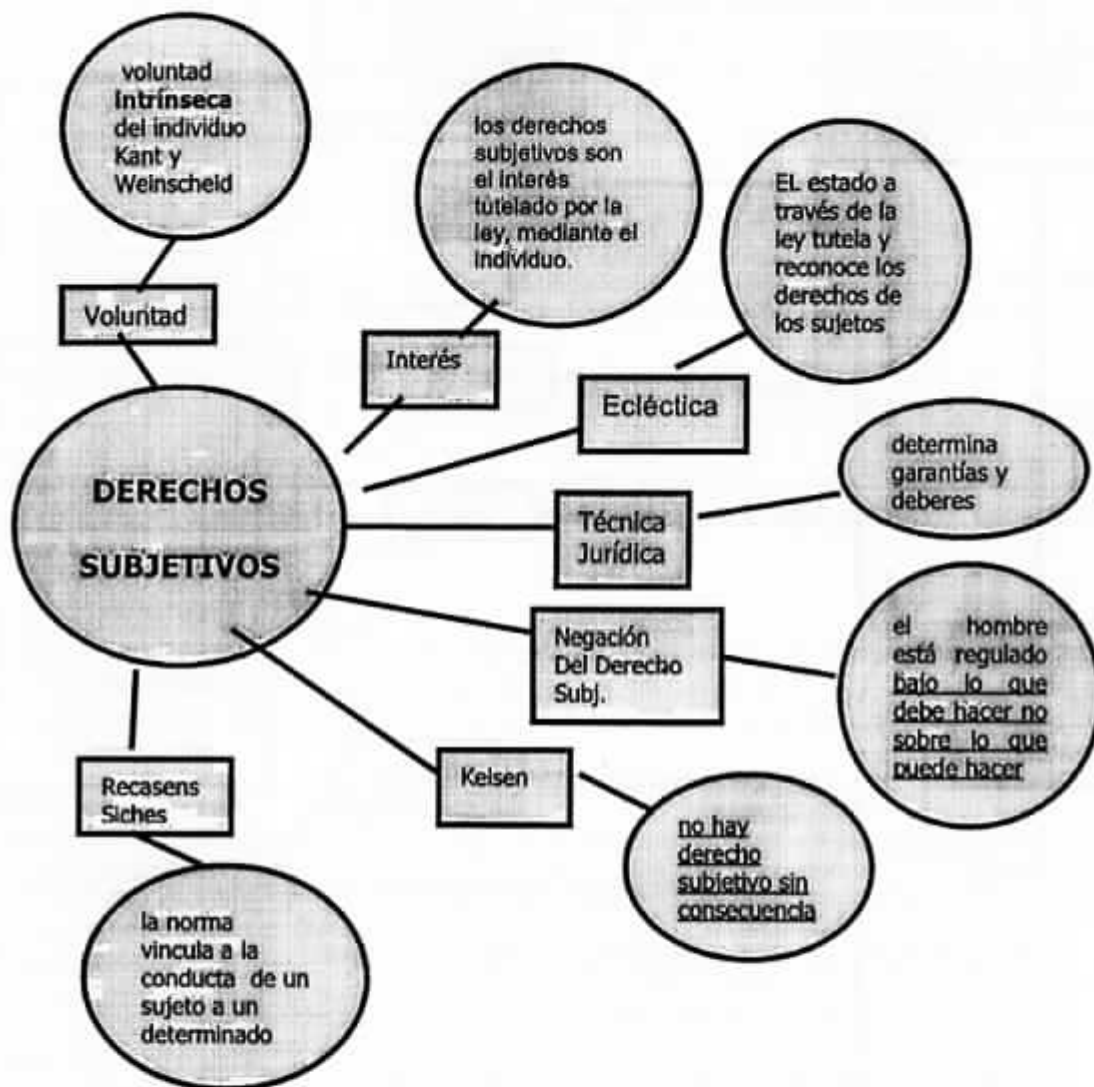 voluntad
intrínseca
del individuo
Kant y
Weinscheid
Voluntad
los derechos
subjetivos son
el interés
tutelado por la
ley, mediante el
individuo.
Interés
EL estado a
través de la
ley tutela y
reconoce los
derechos de
los sujetos
Ecléctica
DERECHOS
SUBJETIVOS
Técnica
Jurídica
determina
garantías y
deberes
Negación
Del Derecho
Subj.
el hombre
está regulado
bajo lo que
debe hacer no
sobre lo que
puede hacer
Kelsen
no hay
derecho
subjetivo sin
consecuencia
Recasens
Siches
la norma
vincula a la
conducta de un
sujeto a un
determinado